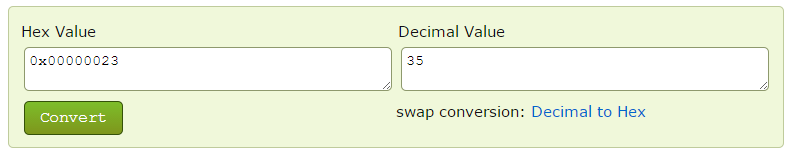 Hex Value
Decimal Value
0x00000023
35
Convert
swap conversion: Decimal to Hex